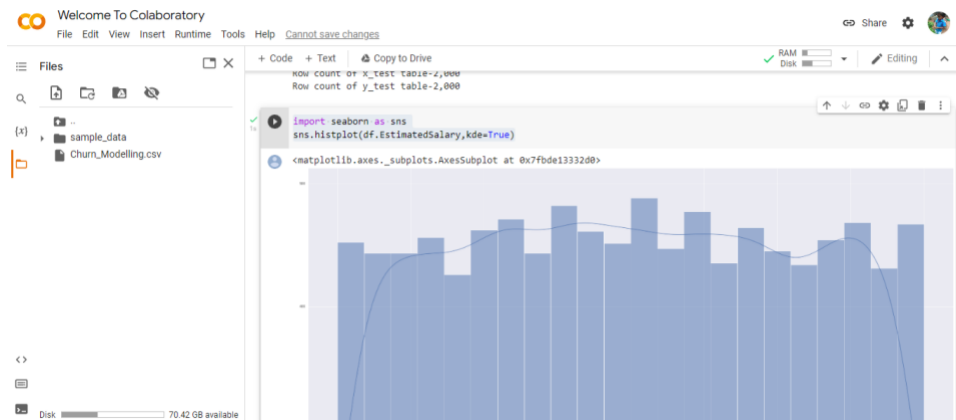 Welcome To Colaboratory
File Edit View Insert Runtime Tools Help Cannot save changes
Share
Files
+ Code + Text Copy to Drive
RAM
Disk
Editing
Row count of x_test table-2,000
Row count of y_test table-2,000
..
{x}
sample_data
Churn_Modelling.csv
1s
import seaborn as sns
sns.histplot(df.EstimatedSalary,kde=True)
<matplotlib.axes._subplots.AxesSubplot at 0x7fbde13332d0>
<>
Disk
70.42 GB available